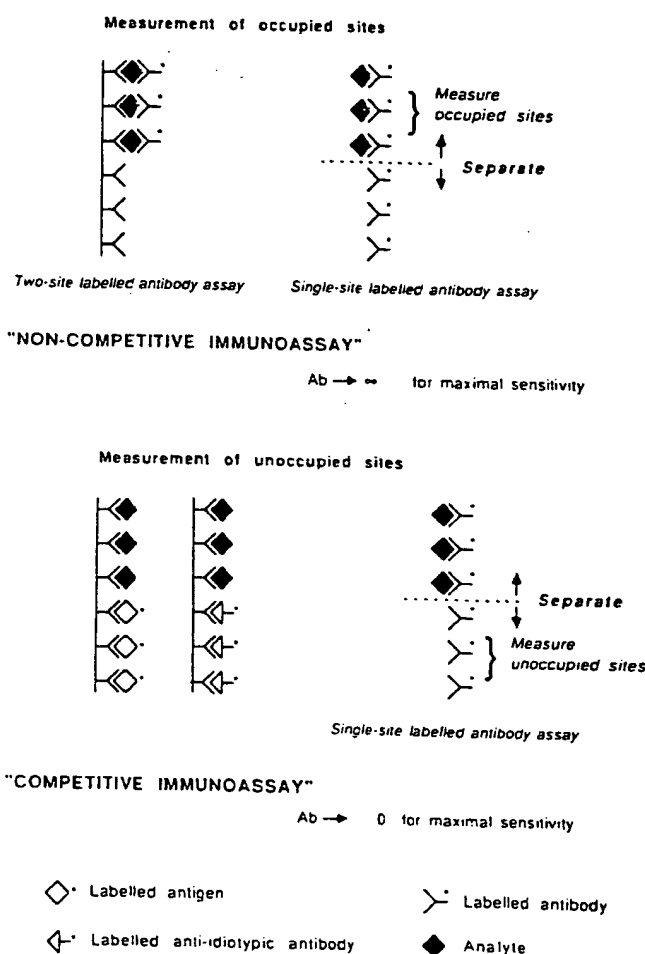 Measurement of occupied sites
Measure
occupied sites
Separate
Two-site labelled antibody assay
Single-site labelled antibody assay
"NON-COMPETITIVE IMMUNOASSAY"
Ab → ∞ for maximal sensitivity
Measurement of unoccupied sites
Separate
Measure
unoccupied sites
Single-site labelled antibody assay
"COMPETITIVE IMMUNOASSAY"
Ab → 0 for maximal sensitivity
Labelled antigen
Labelled antibody
Labelled anti-idiotypic antibody
Analyte